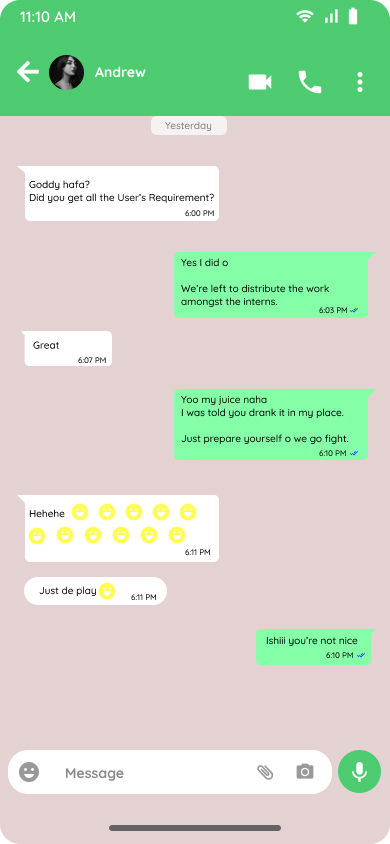 11:10 AM
Andrew
Yesterday
Goddy hafa?
Did you get all the User's Requirement?
6:00 PM
Yes I did o
We're left to distribute the work
amongst the interns.
6:03 PM
Great
6:07 PM
Yoo my juice naha
I was told you drank it in my place.
Just prepare yourself o we go fight.
6:10 PM
Hehehe
6:11 PM
Just de play
6:11 PM
Ishiii you're not nice
6:10 PM
Message